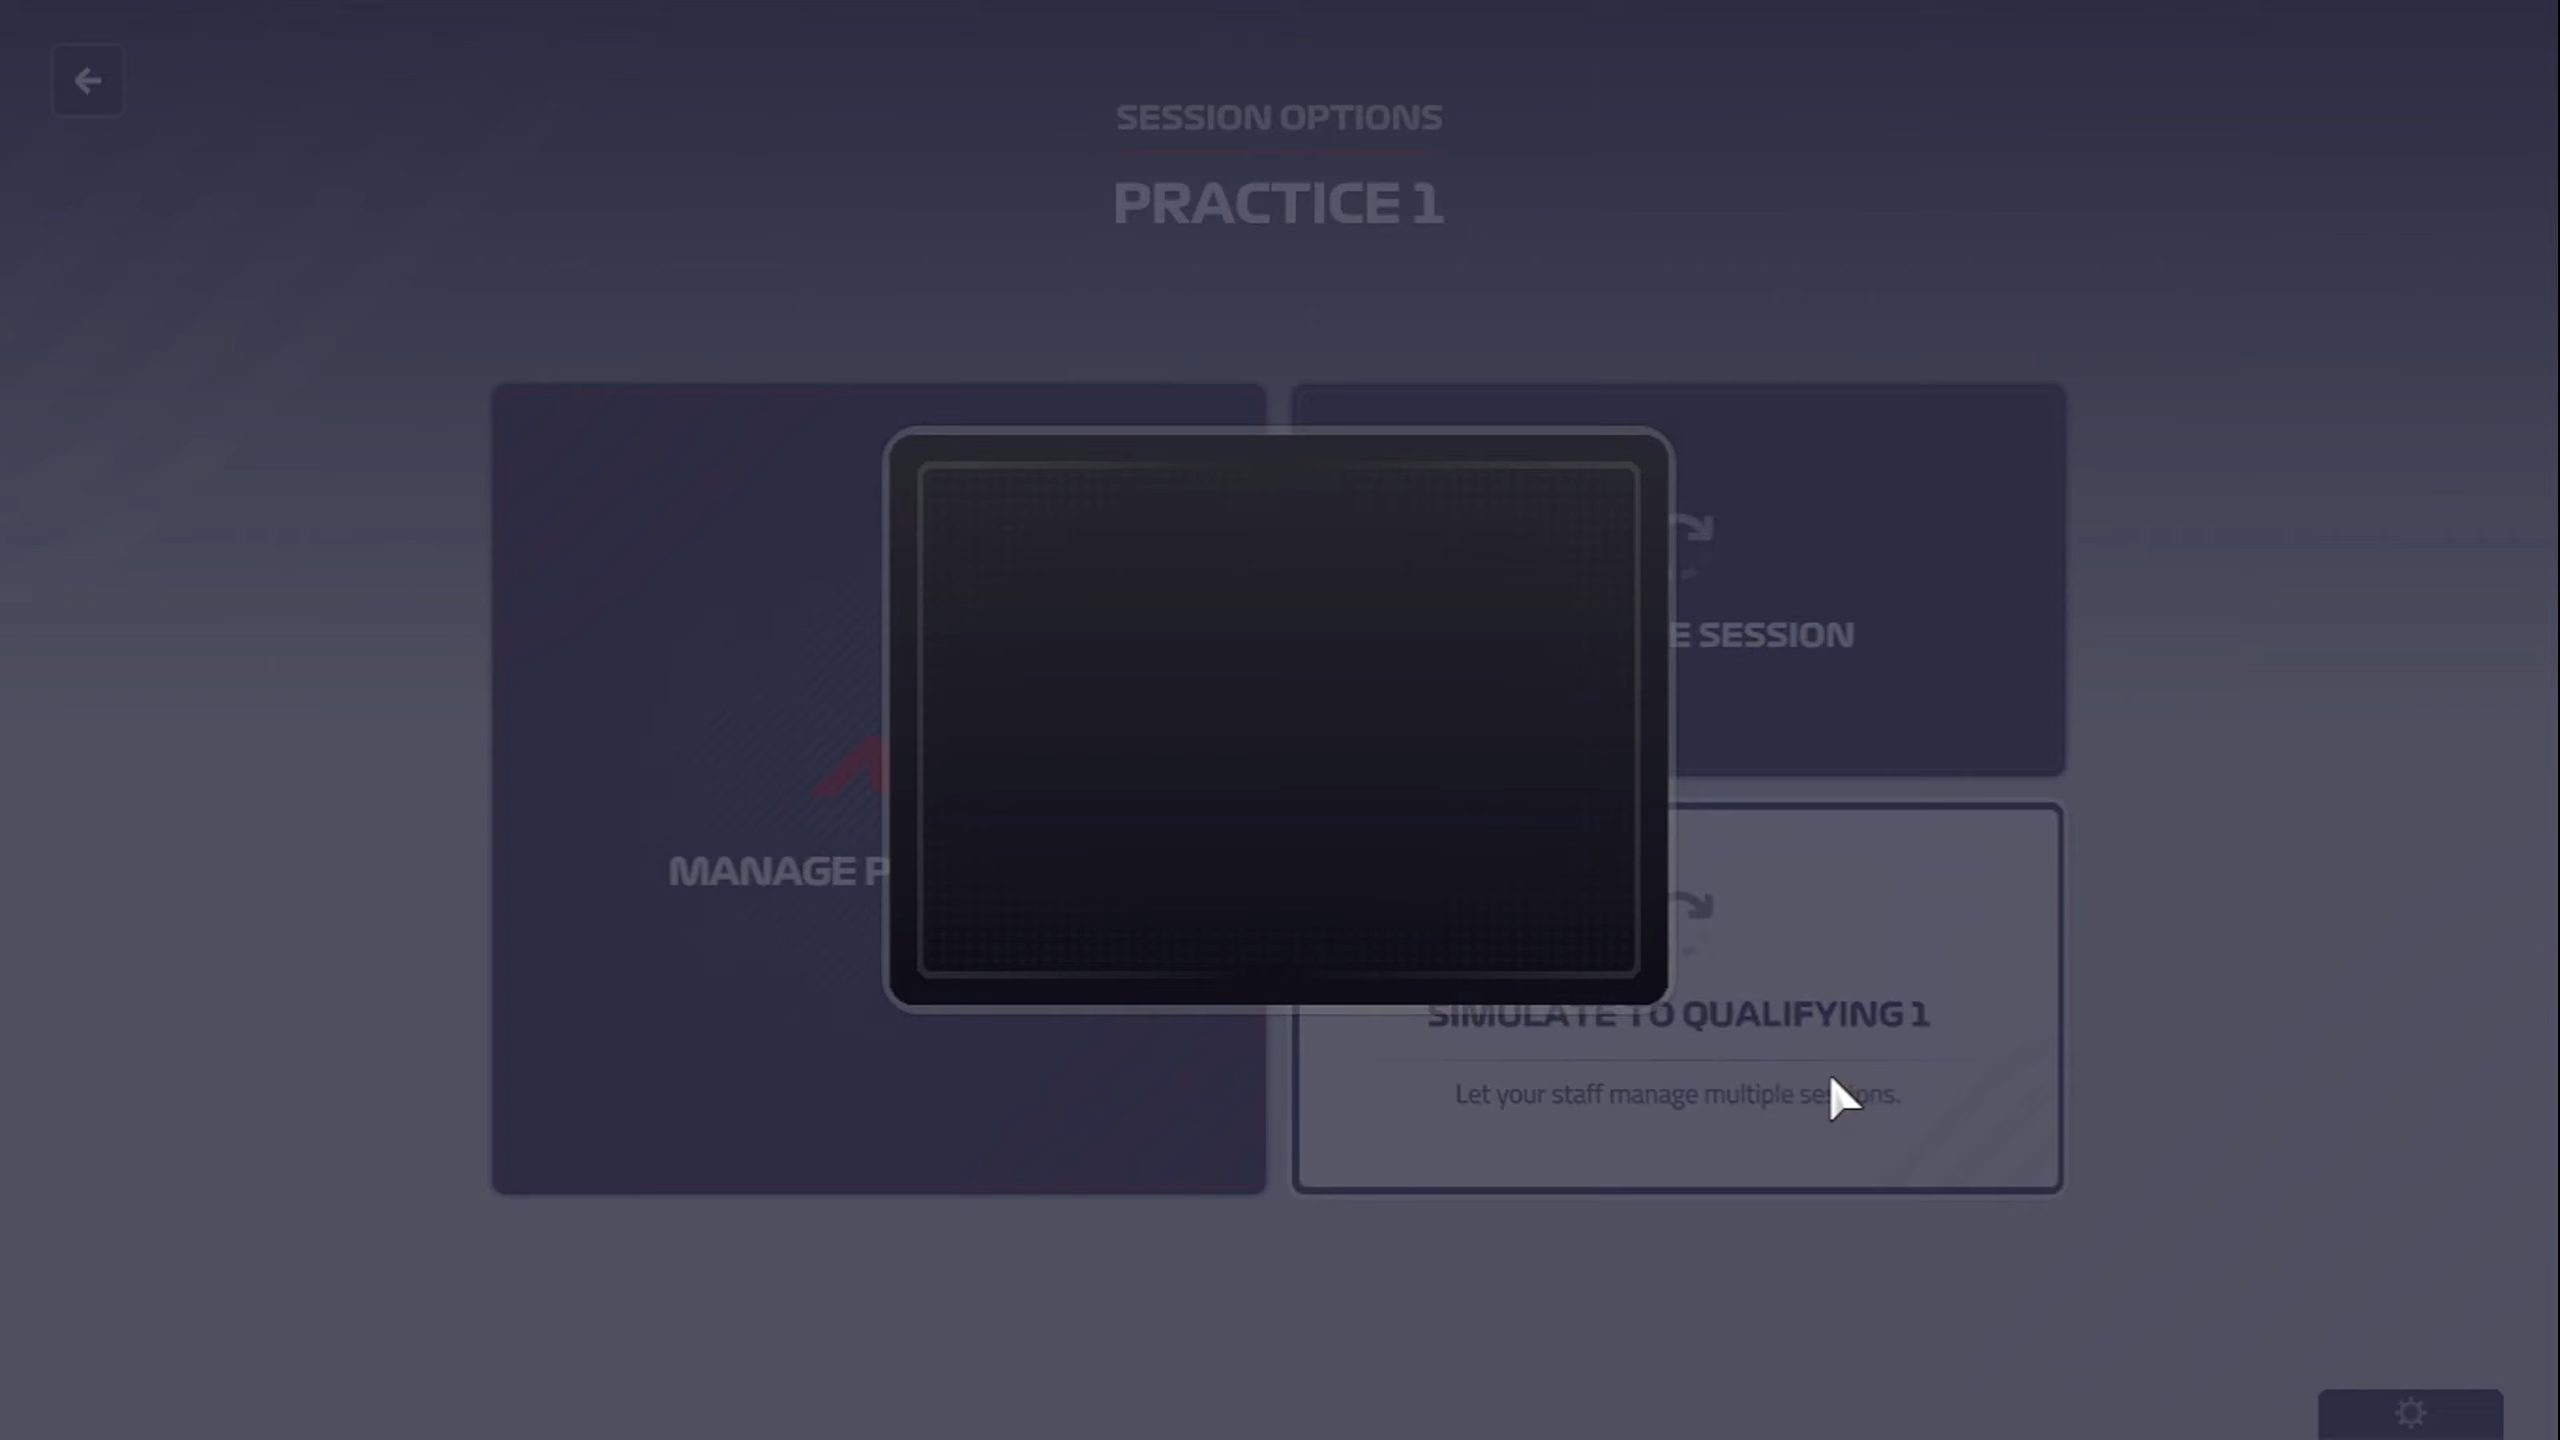 SESSION OPTIONS
PRACTICE 1
E SESSION
MANAGE P
SIMULATE TO QUALIFYING 1
Let your staff manage multiple sessions.